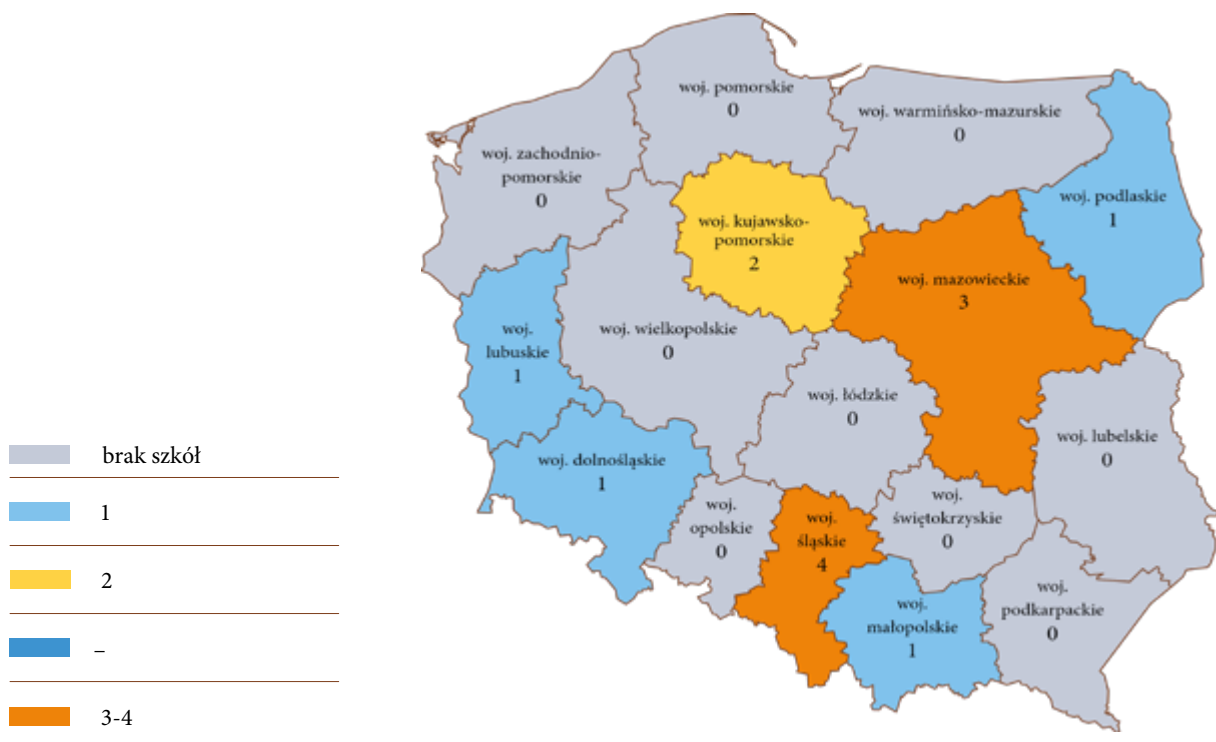 woj. pomorskie
0
woj. warmińsko-mazurskie
0
woj. zachodnio-
pomorskie
0
woj. podlaskie
1
woj. kujawsko-
pomorskie
2
woj. mazowieckie
3
woj.
lubuskie
1
woj. wielkopolskie
0
woj. łódzkie
0
woj. lubelskie
0
woj. dolnośląskie
1
woj.
opolskie
0
woj.
śląskie
4
woj.
świętokrzyskie
0
woj.
małopolskie
1
woj.
podkarpackie
0
brak szkół
1
2
–
3-4